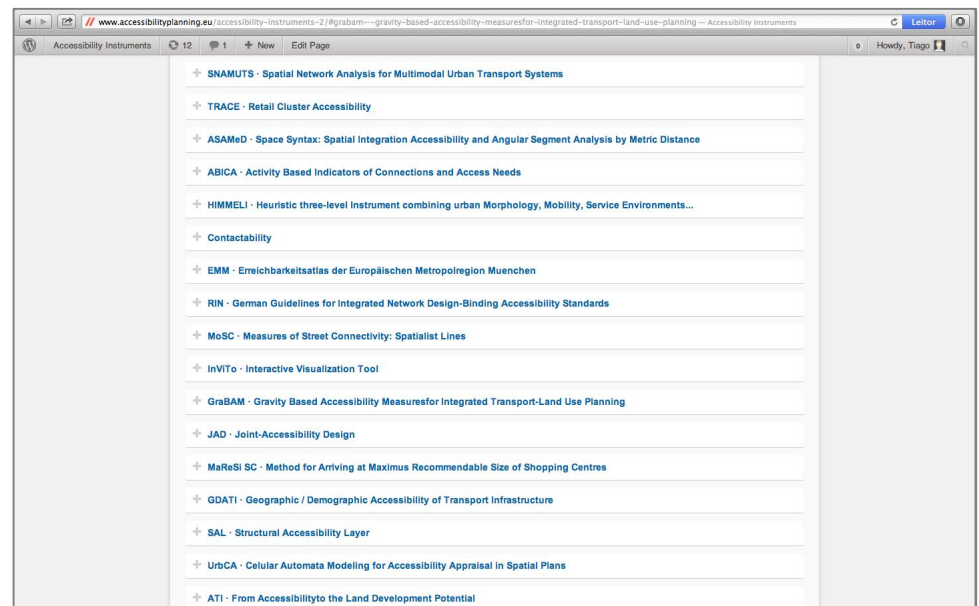 www.accessibilityplanning.eu/accessibility-instruments-2/#grabam-–-gravity-based-accessibility-measuresfor-integrated-transport-land-use-planning — Accessibility Instruments
Leitor
Accessibility Instruments 12 1 + New Edit Page 0 Howdy, Tiago
SNAMUTS · Spatial Network Analysis for Multimodal Urban Transport Systems
TRACE · Retail Cluster Accessibility
ASAMeD · Space Syntax: Spatial Integration Accessibility and Angular Segment Analysis by Metric Distance
ABICA · Activity Based Indicators of Connections and Access Needs
HIMMELI · Heuristic three-level Instrument combining urban Morphology, Mobility, Service Environments...
Contactability
EMM · Erreichbarkeitsatlas der Europäischen Metropolregion Muenchen
RIN · German Guidelines for Integrated Network Design-Binding Accessibility Standards
MoSC · Measures of Street Connectivity: Spatialist Lines
InViTo · Interactive Visualization Tool
GraBAM · Gravity Based Accessibility Measuresfor Integrated Transport-Land Use Planning
JAD · Joint-Accessibility Design
MaReSi SC · Method for Arriving at Maximus Recommendable Size of Shopping Centres
GDATI · Geographic / Demographic Accessibility of Transport Infrastructure
SAL · Structural Accessibility Layer
UrbCA · Celular Automata Modeling for Accessibility Appraisal in Spatial Plans
ATI · From Accessibilityto the Land Development Potential